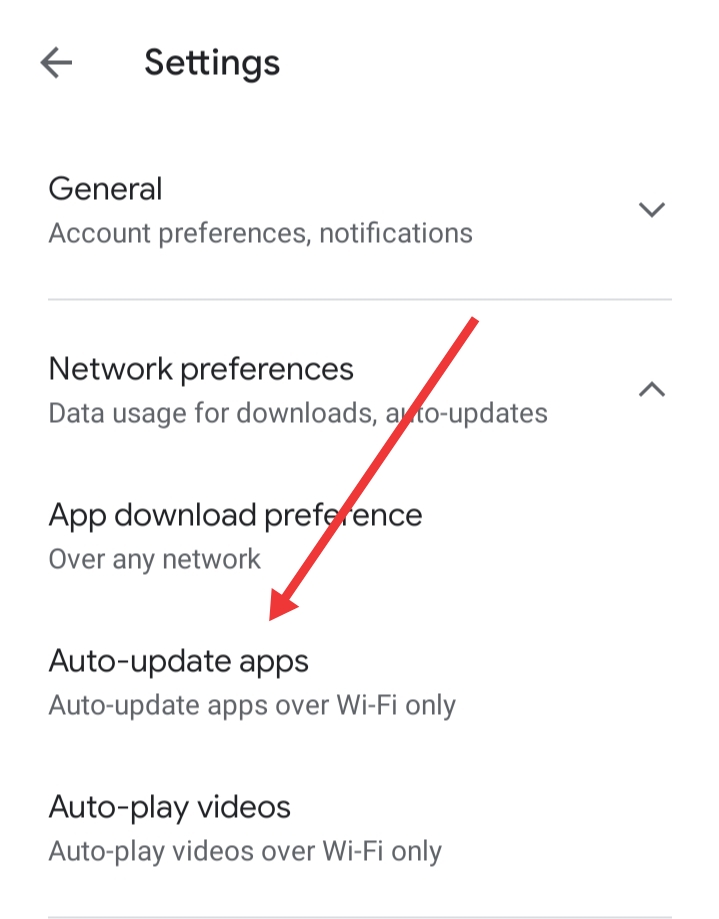 Settings
General
Account preferences, notifications
Network preferences
Data usage for downloads, auto-updates
App download preference
Over any network
Auto-update apps
Auto-update apps over Wi-Fi only
Auto-play videos
Auto-play videos over Wi-Fi only